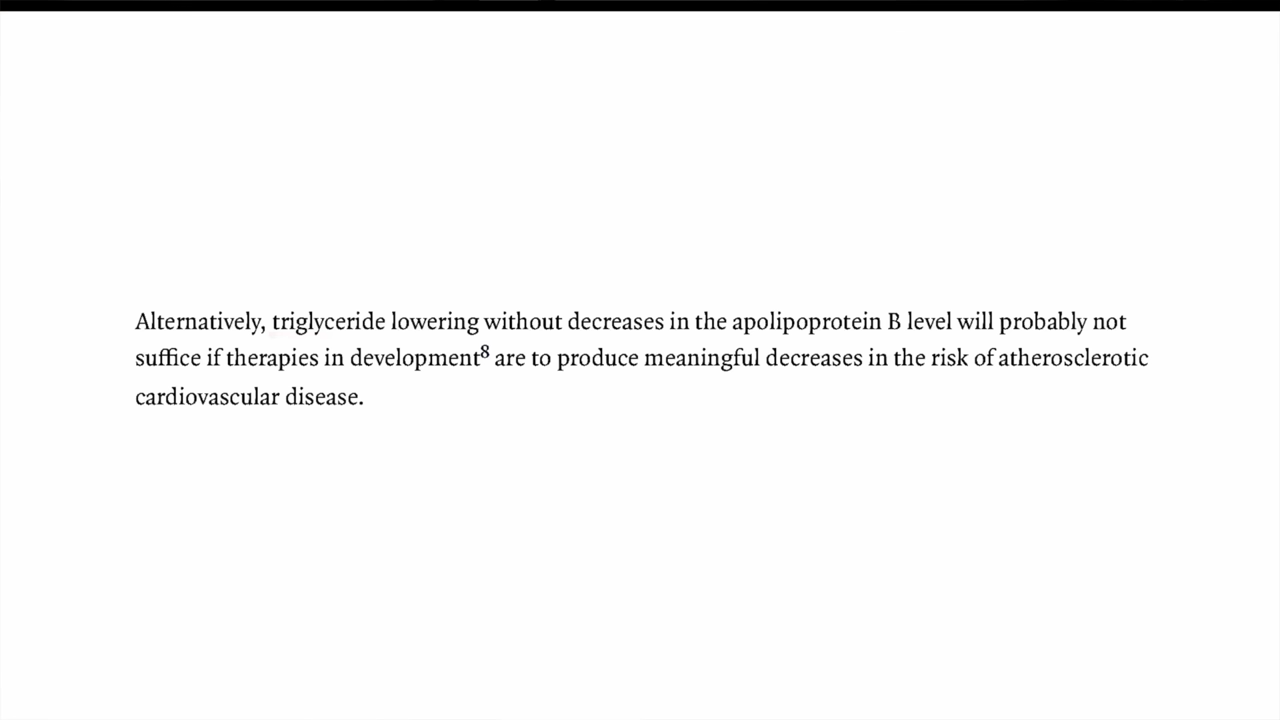 Alternatively, triglyceride lowering without decreases in the apolipoprotein B level will probably not
suffice if therapies in development8 are to produce meaningful decreases in the risk of atherosclerotic
cardiovascular disease.